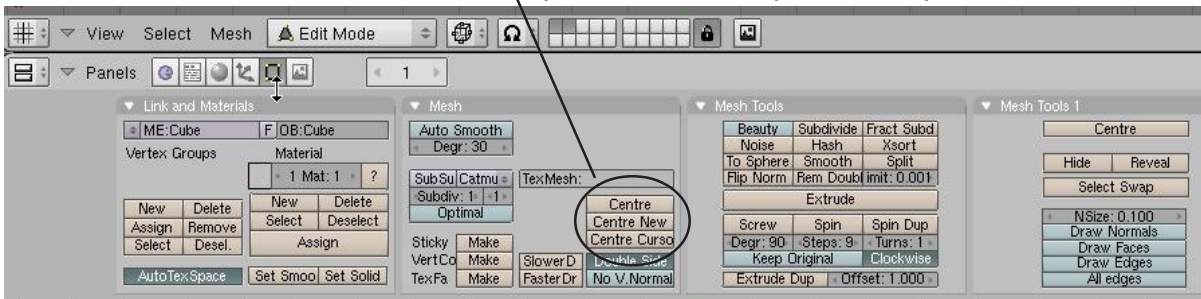 View Select Mesh Edit Mode
Panels 1
Link and Materials
ME:Cube F OB:Cube
Vertex Groups Material
1 Mat: 1 ?
New Delete New Delete
Assign Remove Select Deselect
Select Desel. Assign
AutoTexSpace Set Smoo Set Solid
Mesh
Auto Smooth
Degr: 30
SubSu Catmu TexMesh:
Subdiv: 1 1 Centre
Optimal Centre New
Sticky Make Centre Curso
VertCo Make SlowerD Double Side
TexFa Make FasterDr No V.Normal
Mesh Tools
Beauty Subdivide Fract Subd
Noise Hash Xsort
To Sphere Smooth Split
Flip Norm Rem Doubl imit: 0.001
Extrude
Screw Spin Spin Dup
Degr: 90 Steps: 9 Turns: 1
Keep Original Clockwise
Extrude Dup Offset: 1.000
Mesh Tools 1
Centre
Hide Reveal
Select Swap
NSize: 0.100
Draw Normals
Draw Faces
Draw Edges
All edges